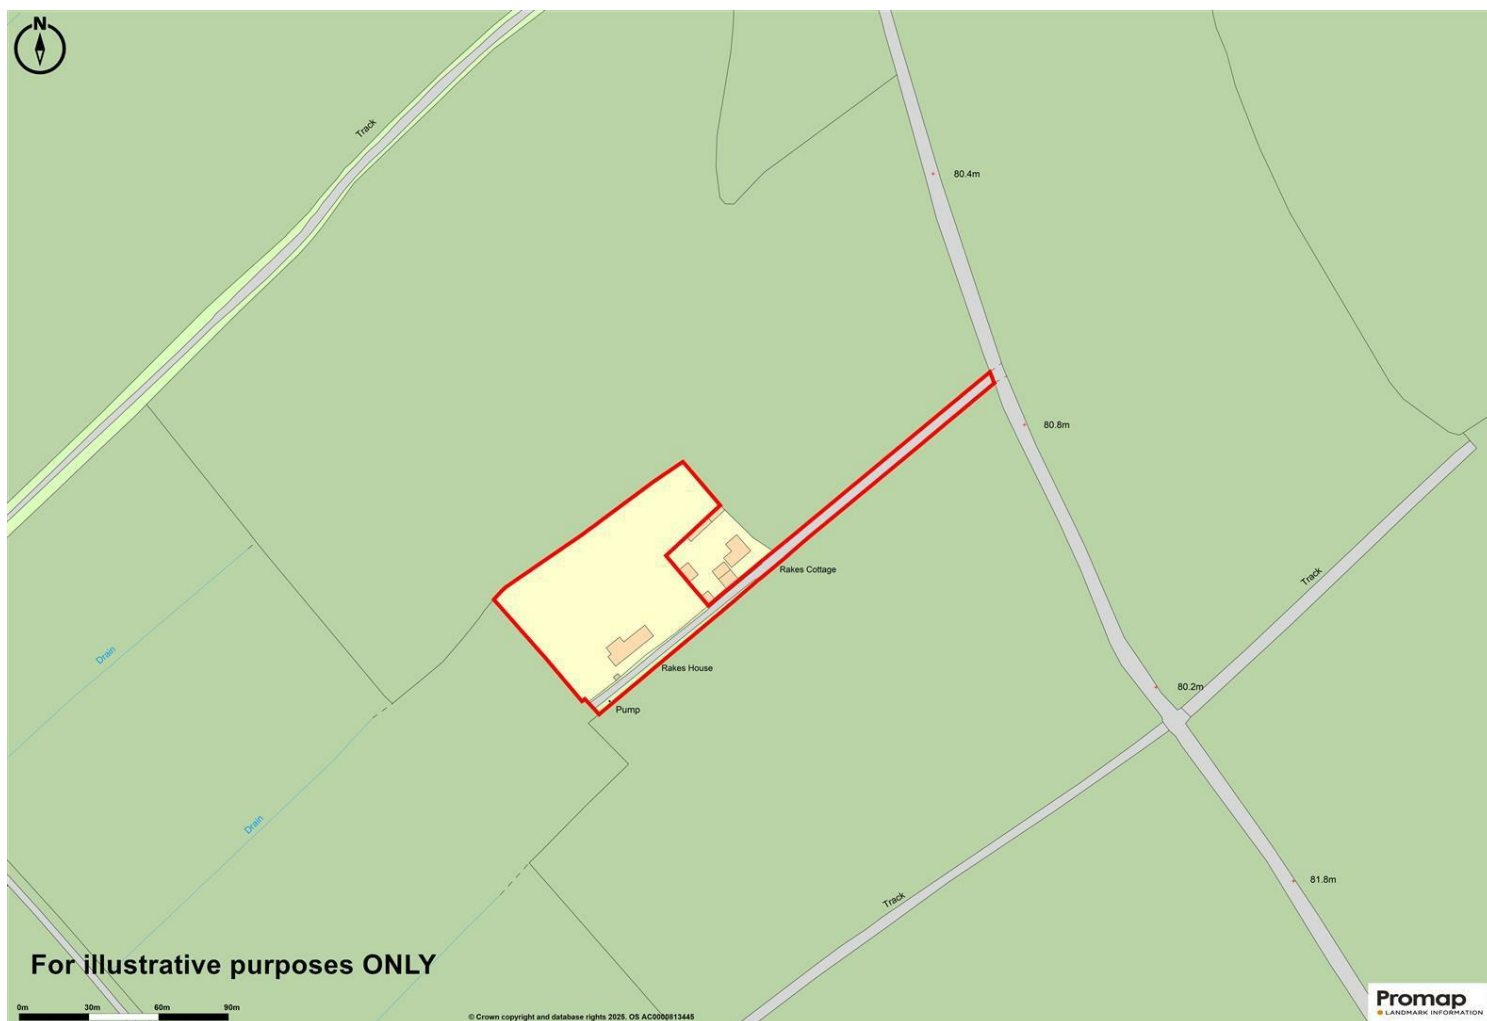 N
Track
80.4m
80.8m
Rakes Cottage
Track
Drain
Rakes House
80.2m
Pump
Drain
81.8m
Track
For illustrative purposes ONLY
0m 30m 60m 90m
© Crown copyright and database rights 2025. OS AC0000813445
Promap
LANDMARK INFORMATION